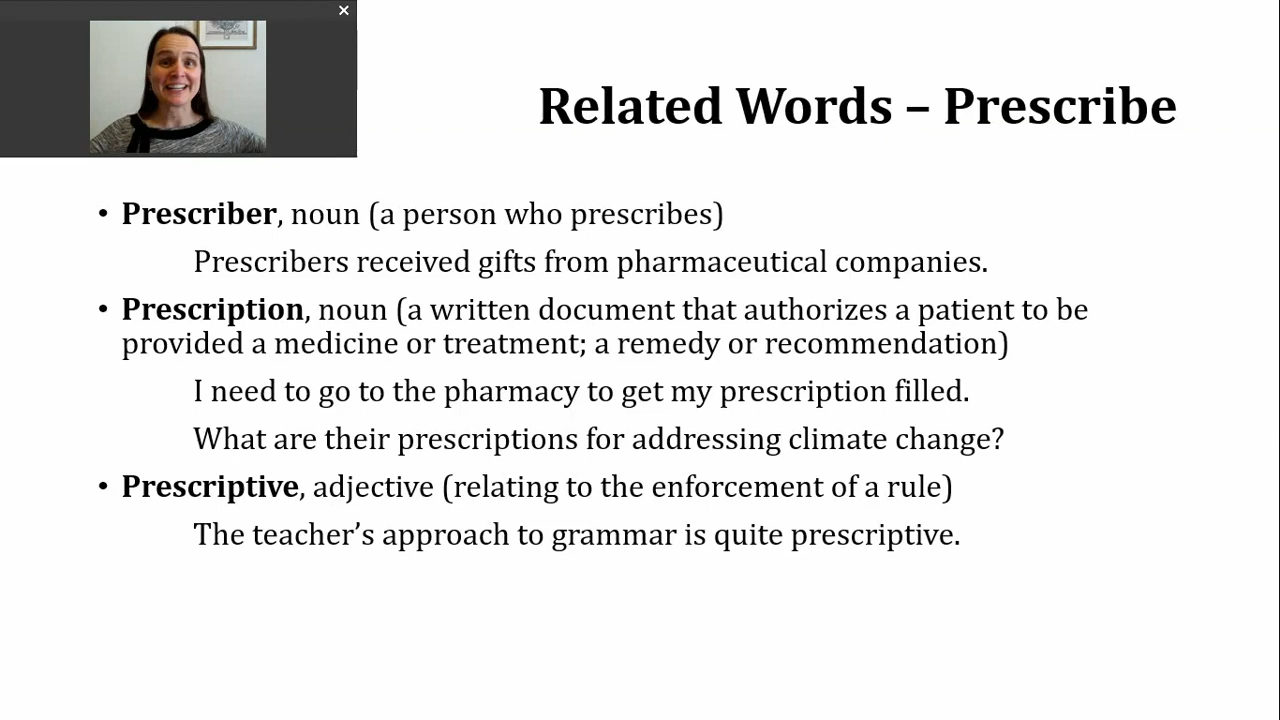 Related Words – Prescribe
• Prescriber, noun (a person who prescribes)
Prescribers received gifts from pharmaceutical companies.
• Prescription, noun (a written document that authorizes a patient to be
provided a medicine or treatment; a remedy or recommendation)
I need to go to the pharmacy to get my prescription filled.
What are their prescriptions for addressing climate change?
• Prescriptive, adjective (relating to the enforcement of a rule)
The teacher’s approach to grammar is quite prescriptive.